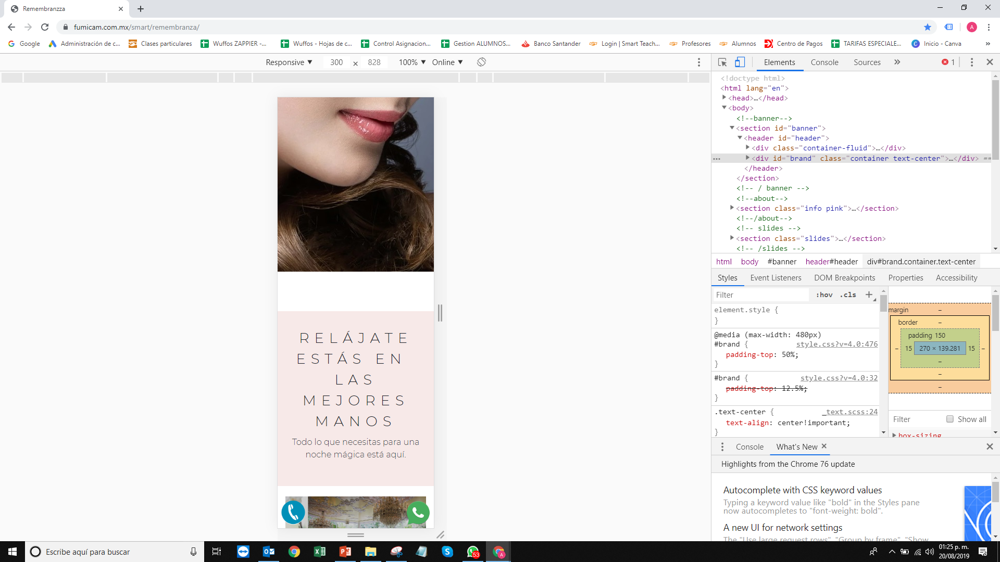 Remembranzza
fumicam.com.mx/smart/remembranza/
A
Google
Administración de c...
Clases particulares
Wuffos ZAPPIER -...
Wuffos - Hojas de c...
Control Asignacion...
Gestion ALUMNOS...
Banco Santander
Login | Smart Teach...
Profesores
Alumnos
Centro de Pagos
TARIFAS ESPECIALE...
C
Inicio - Canva
»
Responsive ▼
300 x 828
100% ▼
Online ▼
Elements
Console
Sources
»
1
<!doctype html>
<html lang="en">
<head>…</head>
<body>
<!--banner-->
<section id="banner">
<header id="header">
<div class="container-fluid">…</div>
... <div id="brand" class="container text-center">…</div> ==
</header>
</section>
<!-- / banner -->
<!--about-->
<section class="info pink">…</section>
<!--/about-->
<!-- slides -->
<section class="slides">…</section>
<!-- /slides -->
html body #banner header#header div#brand.container.text-center
Styles
Event Listeners
DOM Breakpoints
Properties
Accessibility
Filter
:hov .cls +
element.style {
}
@media (max-width: 480px)
#brand { style.css?v=4.0:476
padding-top: 50%;
}
#brand { style.css?v=4.0:32
padding-top: 12.5%;
}
.text-center { _text.scss:24
text-align: center!important;
}
margin –
border –
padding 150
– 15 270 × 139.281 15 –
–
–
–
Filter
Show all
box-sizing
RELÁJATE
ESTÁS EN
LAS
MEJORES
MANOS
Todo lo que necesitas para una
noche mágica está aquí.
Console
What's New
Highlights from the Chrome 76 update
Autocomplete with CSS keyword values
Typing a keyword value like "bold" in the Styles pane
now autocompletes to "font-weight: bold".
A new UI for network settings
The "Use large request rows", "Group by frame", "Show
Escribe aquí para buscar
53
A
01:25 p. m.
20/08/2019